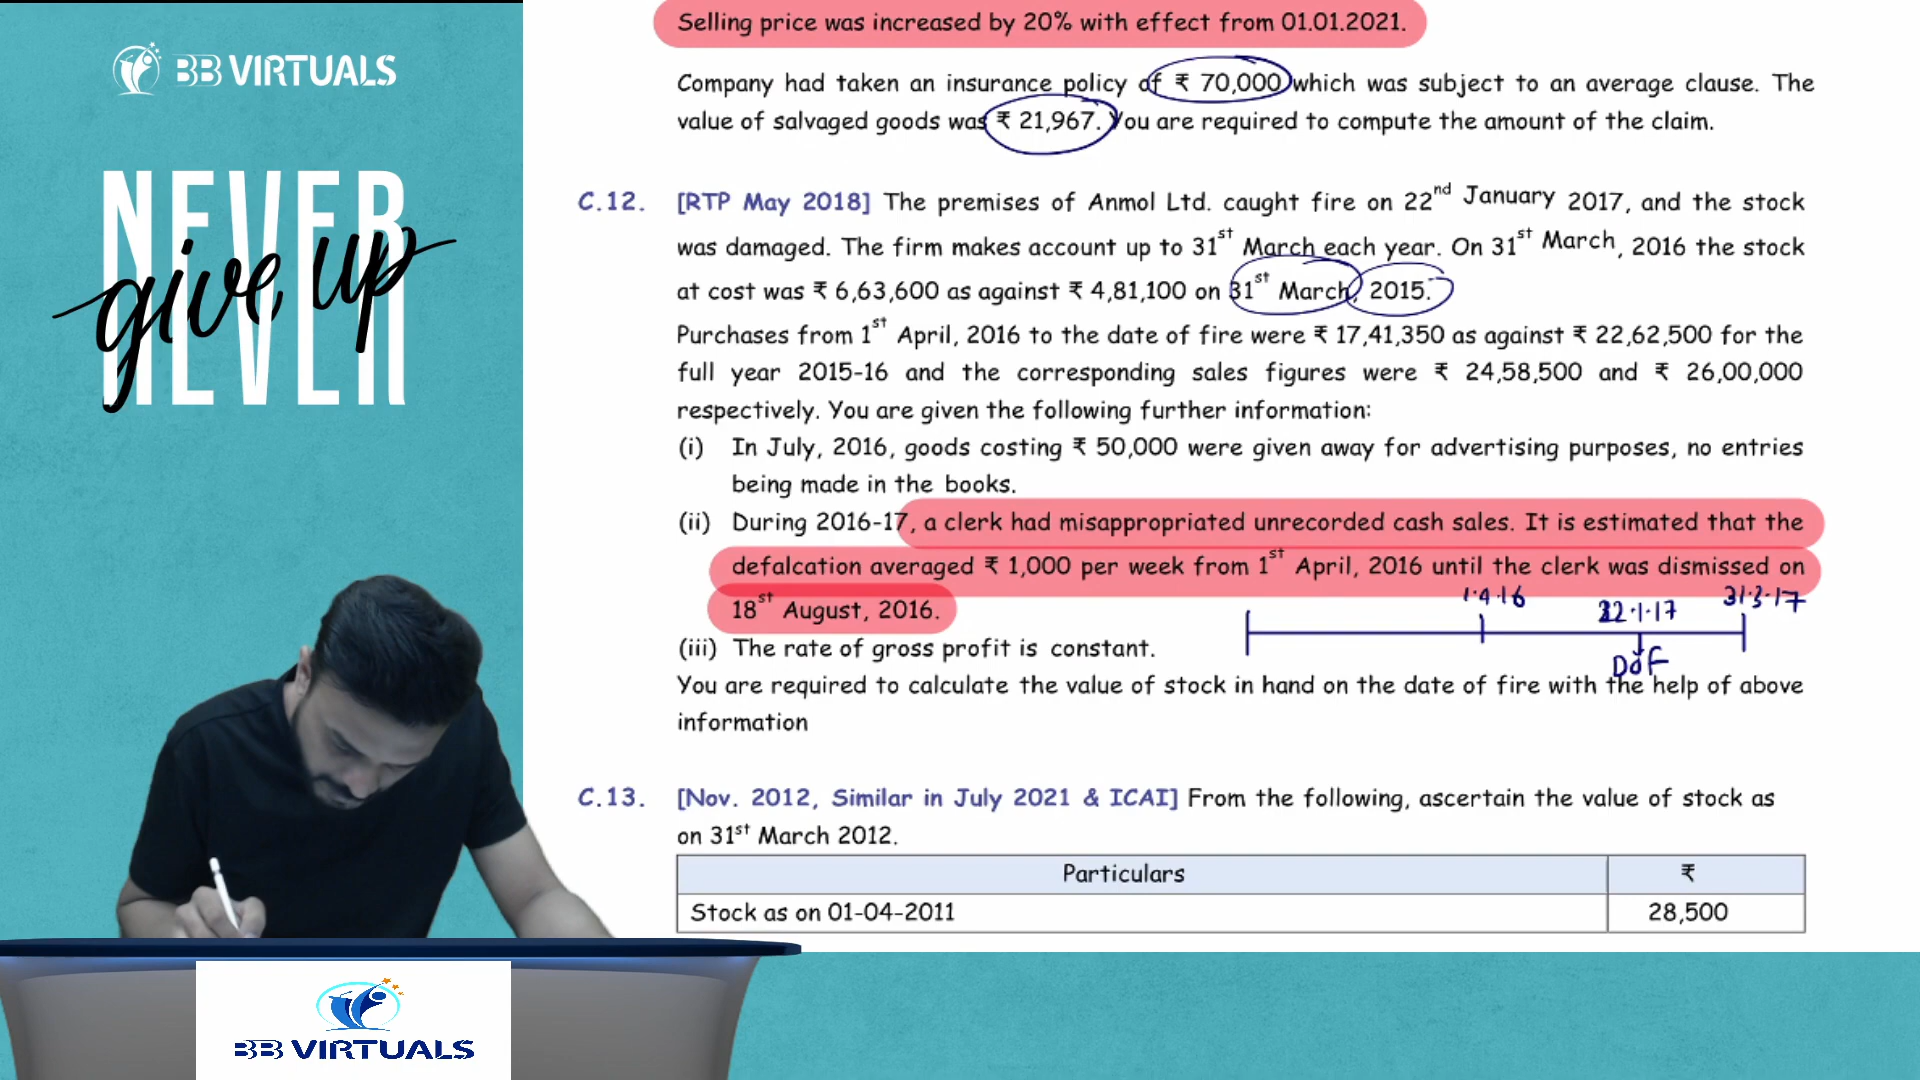 BB VIRTUALS
NEVER
give up
NEVER
Selling price was increased by 20% with effect from 01.01.2021.
Company had taken an insurance policy of ₹ 70,000 which was subject to an average clause. The
value of salvaged goods was ₹ 21,967. You are required to compute the amount of the claim.
C.12. [RTP May 2018] The premises of Anmol Ltd. caught fire on 22nd January 2017, and the stock
was damaged. The firm makes account up to 31st March each year. On 31st March, 2016 the stock
at cost was ₹ 6,63,600 as against ₹ 4,81,100 on 31st March, 2015.
Purchases from 1st April, 2016 to the date of fire were ₹ 17,41,350 as against ₹ 22,62,500 for the
full year 2015-16 and the corresponding sales figures were ₹ 24,58,500 and ₹ 26,00,000
respectively. You are given the following further information:
(i) In July, 2016, goods costing ₹ 50,000 were given away for advertising purposes, no entries
being made in the books.
(ii) During 2016-17, a clerk had misappropriated unrecorded cash sales. It is estimated that the
defalcation averaged ₹ 1,000 per week from 1st April, 2016 until the clerk was dismissed on
18st August, 2016.
1.4.16 22.1.17 31.3.17
(iii) The rate of gross profit is constant.
DoF
You are required to calculate the value of stock in hand on the date of fire with the help of above
information
C.13. [Nov. 2012, Similar in July 2021 & ICAI] From the following, ascertain the value of stock as
on 31st March 2012.
Particulars ₹
Stock as on 01-04-2011 28,500
BB VIRTUALS